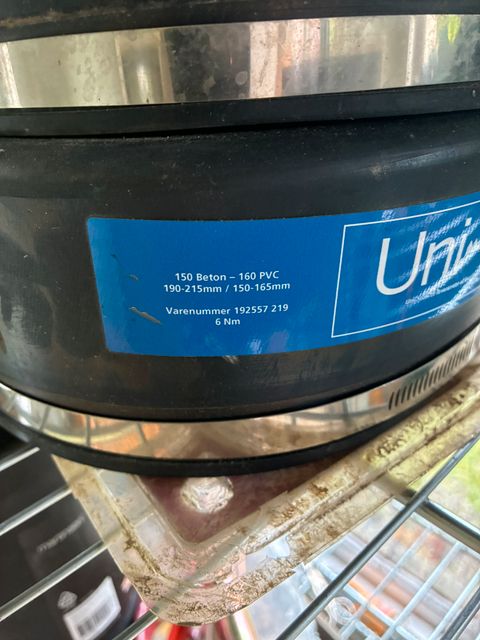 150 Beton – 160 PVC
190-215mm / 150-165mm
Varenummer 192557 219
6 Nm
Uni